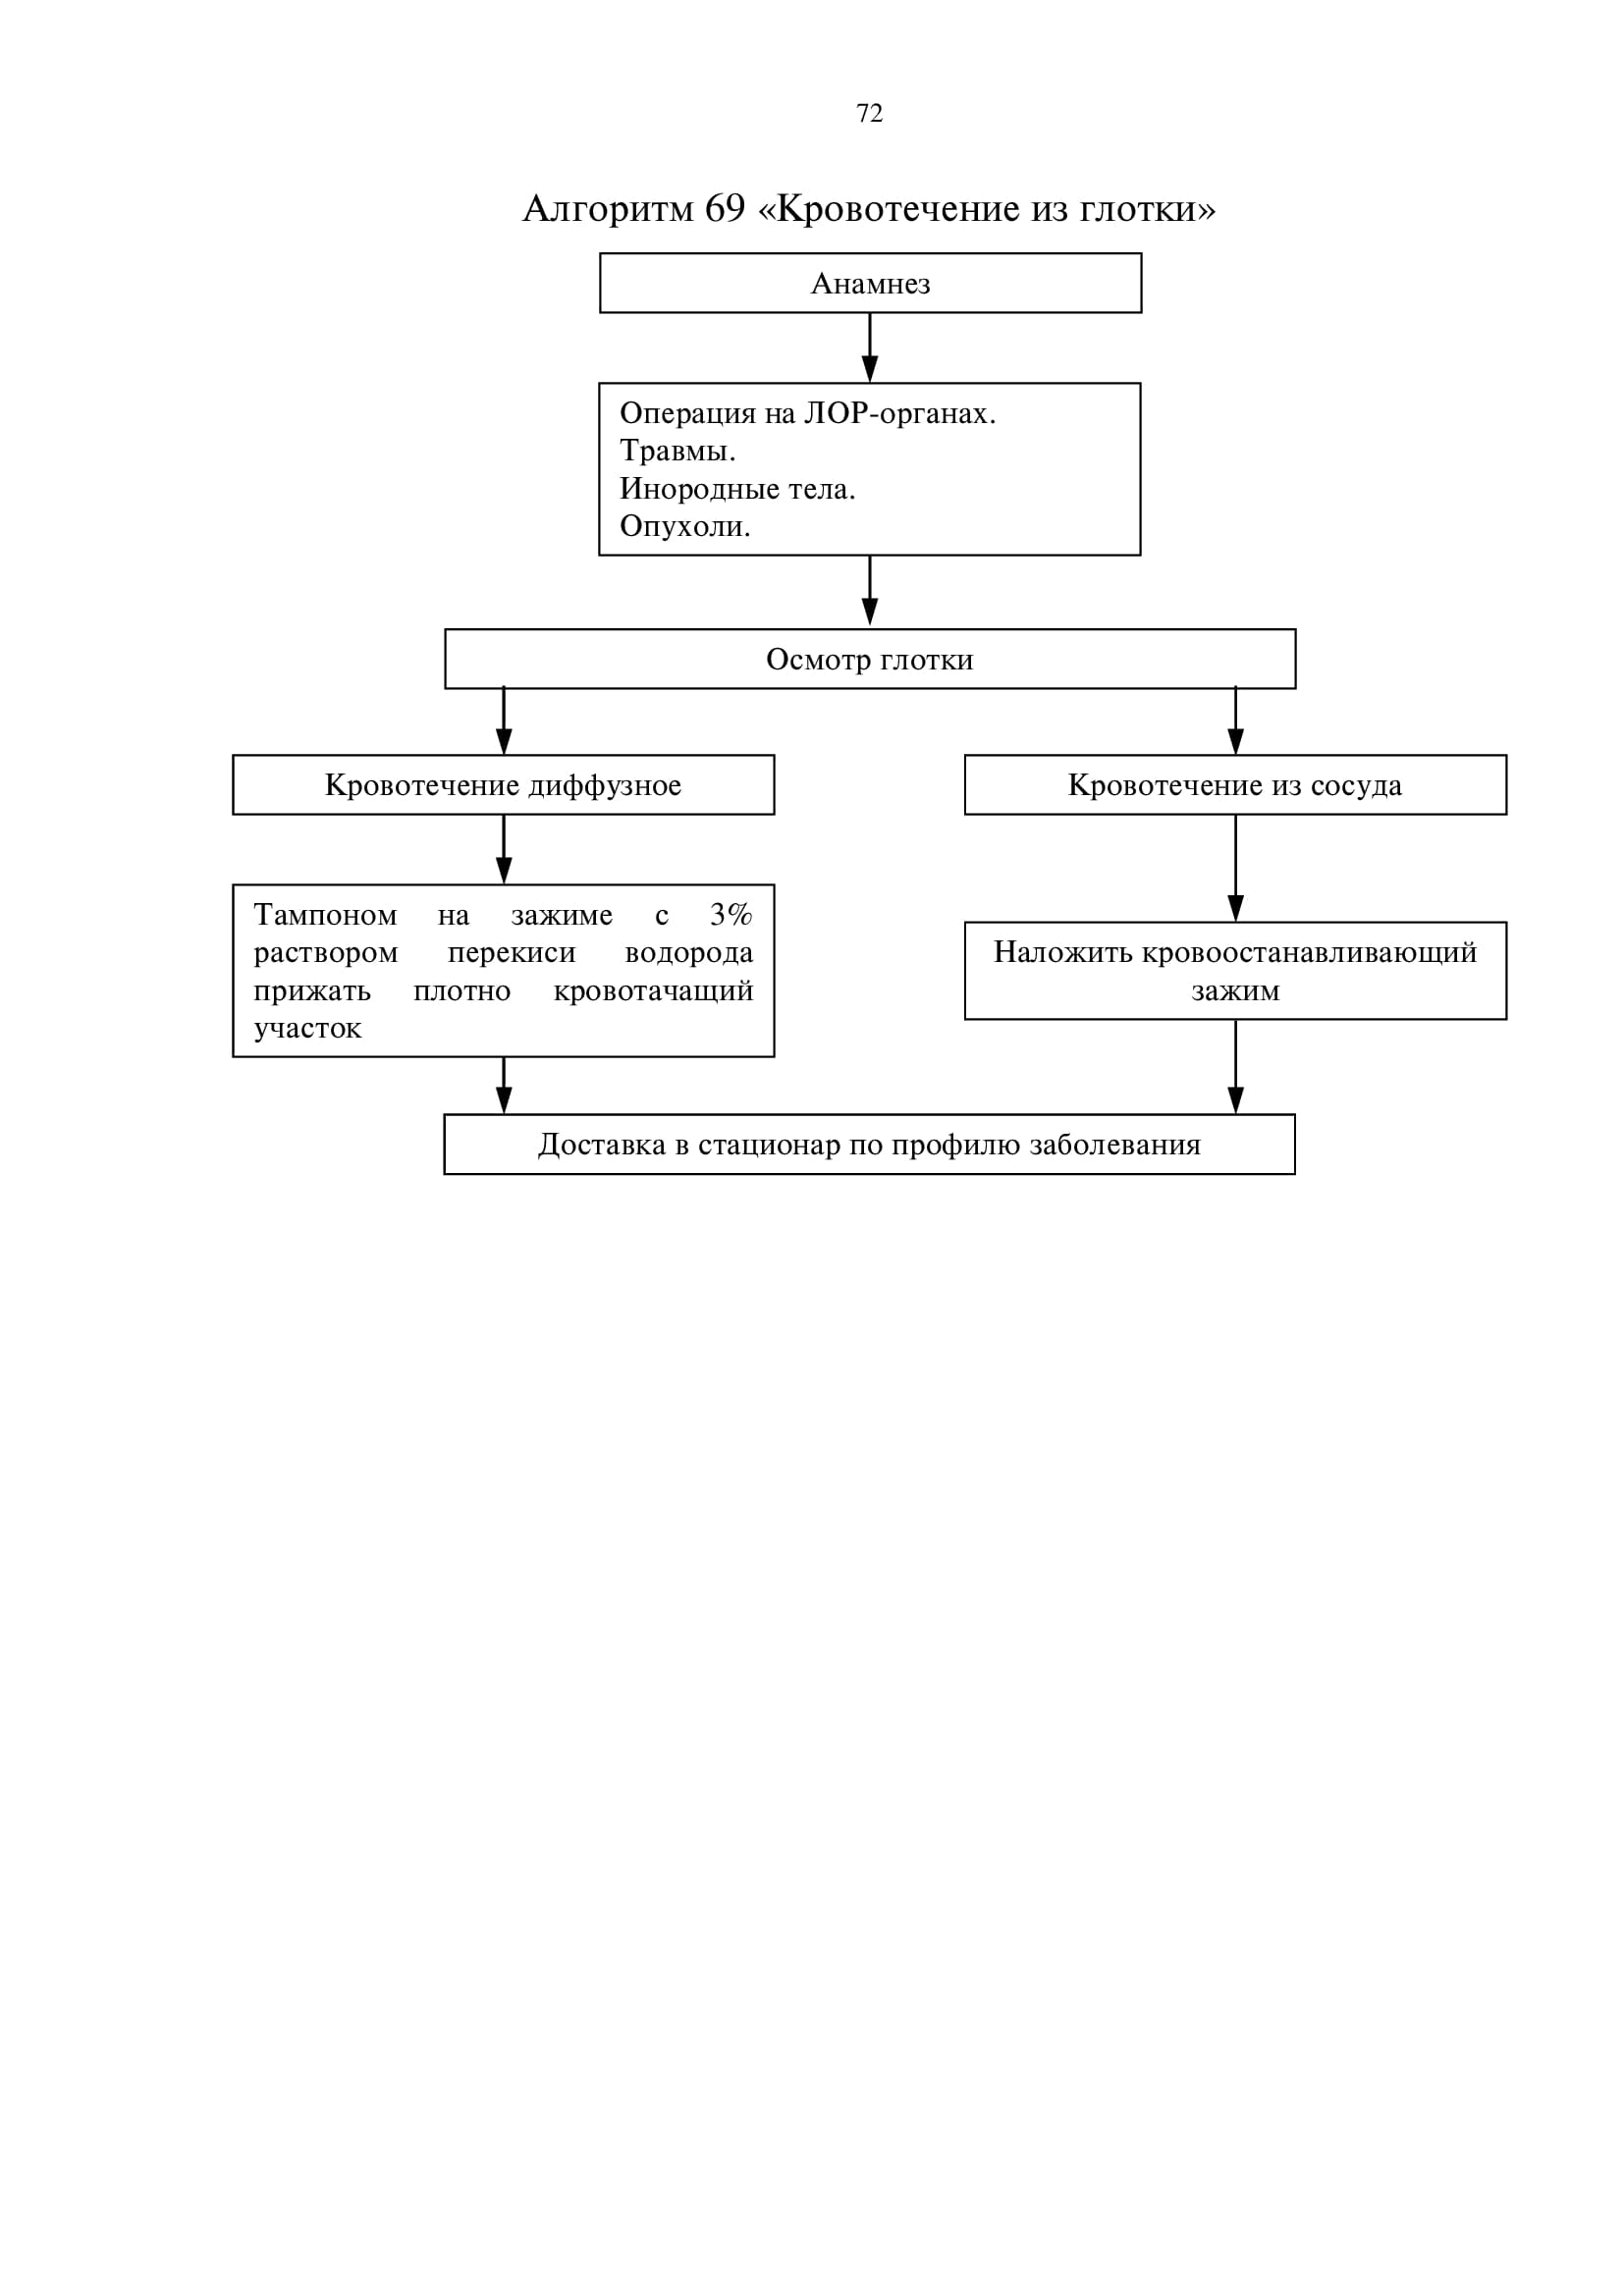 72
Алгоритм 69 «Кровотечение из глотки»
Анамнез
Операция на ЛОР-органах.
Травмы.
Инородные тела.
Опухоли.
Осмотр глотки
Кровотечение диффузное
Тампоном на зажиме с 3%
раствором перекиси водорода
прижать плотно кровотачащий
участок
Кровотечение из сосуда
Наложить кровоостанавливающий
зажим
Доставка в стационар по профилю заболевания